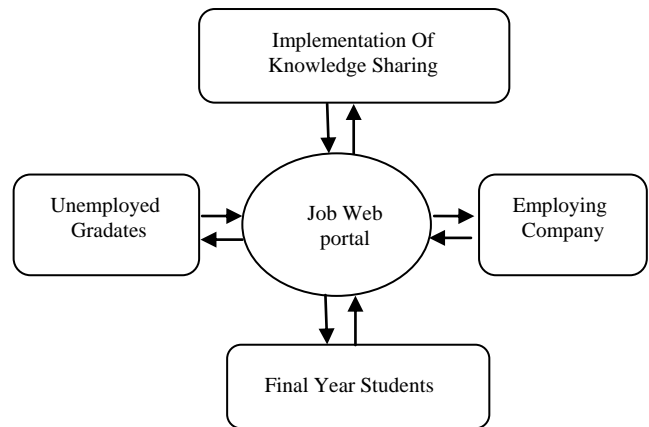 Implementation Of
Knowledge Sharing
Unemployed
Gradates
Job Web
portal
Employing
Company
Final Year Students